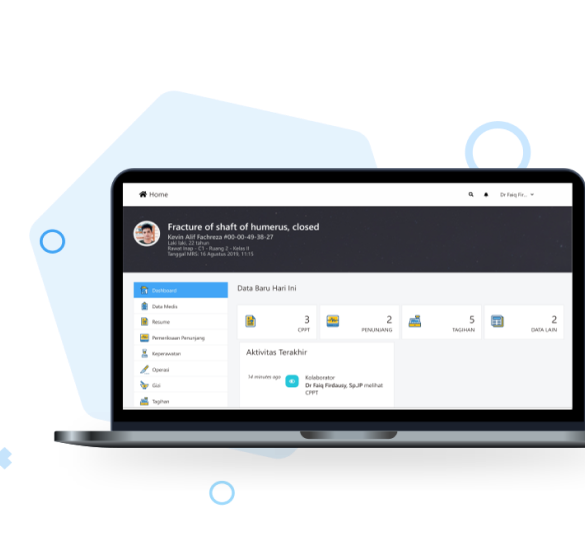 Home
Dr Faiq Fir..
Fracture of shaft of humerus, closed
Kevin Alif Fachreza #00-00-49-38-27
Laki laki, 22 tahun
Rawat Inap - C1 - Ruang 2 - Kelas II
Tanggal MRS: 16 Agustus 2019, 11:15
Dashboard
Data Medis
Resume
Pemeriksaan Penunjang
Keperawatan
Operasi
Gizi
Tagihan
Data Baru Hari Ini
3
CPPT
2
PENUNJANG
5
TAGIHAN
2
DATA LAIN
Aktivitas Terakhir
14 minutes ago
Kolaborator
Dr Faiq Firdausy, Sp.JP melihat
CPPT